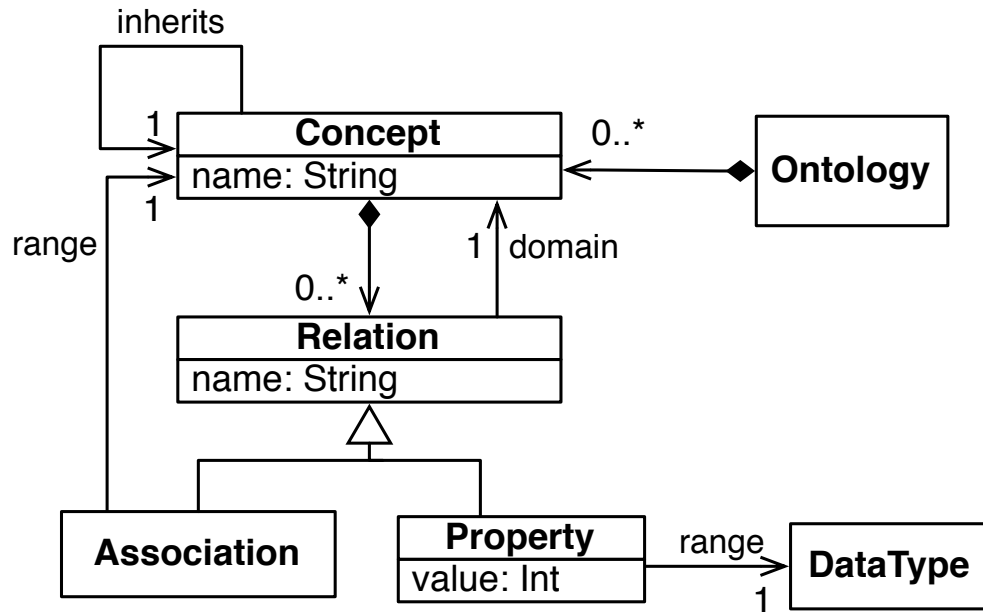 inherits
1
Concept
name: String
0..*
Ontology
1
range
1
domain
0..*
Relation
name: String
Association
Property
value: Int
range
1
DataType